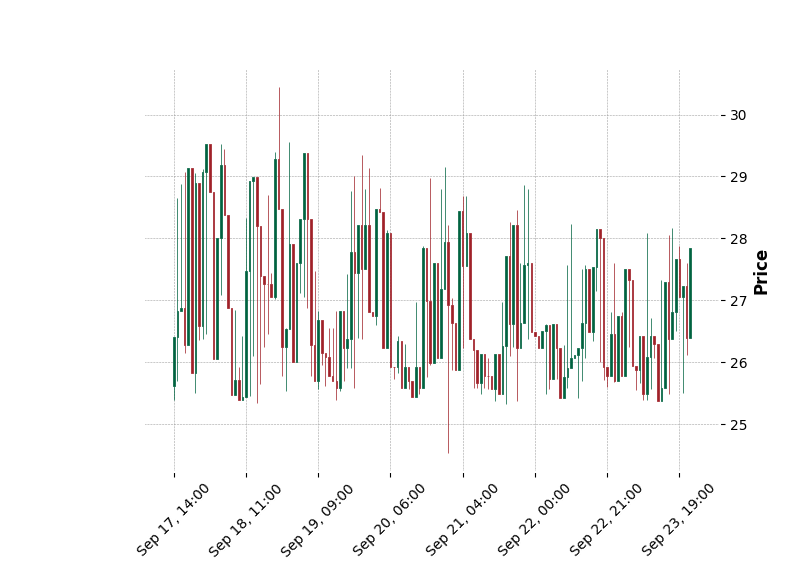 30
29
28
27
26
25
Price
Sep 17, 14:00
Sep 18, 11:00
Sep 19, 09:00
Sep 20, 06:00
Sep 21, 04:00
Sep 22, 00:00
Sep 22, 21:00
Sep 23, 19:00